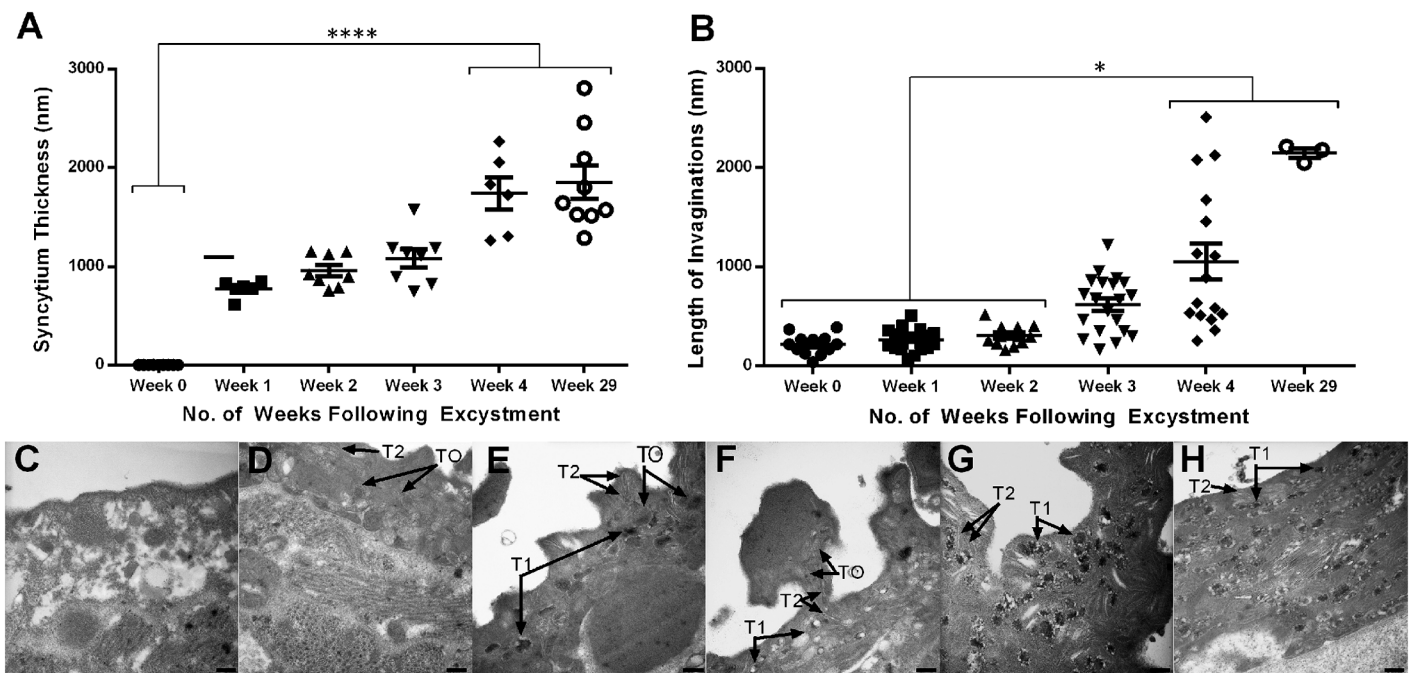 A
****
3000
2000
1000
0
Syncytium Thickness (nm)
Week 0 Week 1 Week 2 Week 3 Week 4 Week 29
No. of Weeks Following Excystment
B
*
3000
2000
1000
0
Length of Invaginations (nm)
Week 0 Week 1 Week 2 Week 3 Week 4 Week 29
No. of Weeks Following Excystment
C
D
T2
TO
E
T2
TO
T1
F
TO
T2
T1
G
T2
T1
H
T1
T2